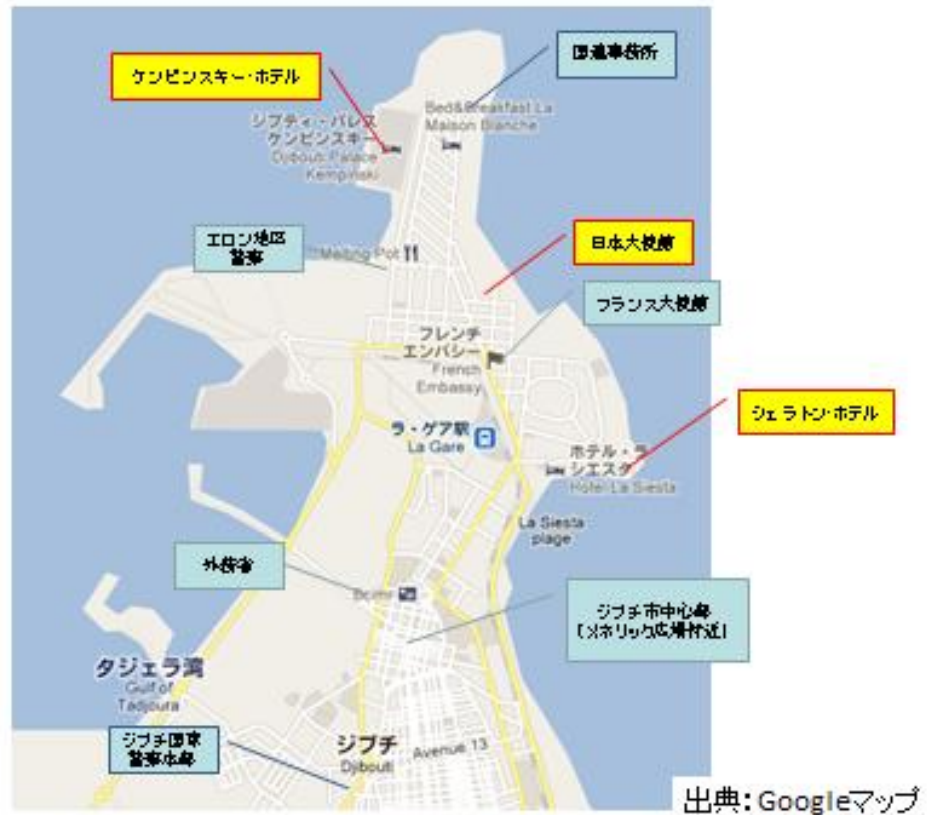 国連事務所
ケンピンスキー・ホテル
Bed&Breakfast La
Maison Blanche
ジブティ・パレス
ケンピンスキー
Djibouti Palace
Kempinski
エロン地区
警察
Melting Pot
日本大使館
フランス大使館
フレンチ
エンバシー
French
Embassy
シェラトン・ホテル
ラ・ゲア駅
La Gare
ホテル・ラ
シエスタ
Hotel La Siesta
La Siesta
plage
外務省
Bcimr
ジブチ市中心部
(メネリック広場付近)
タジェラ湾
Gulf of
Tadjoura
ジブチ国家
警察本部
ジブチ
Djibouti
Avenue 13
出典：Googleマップ